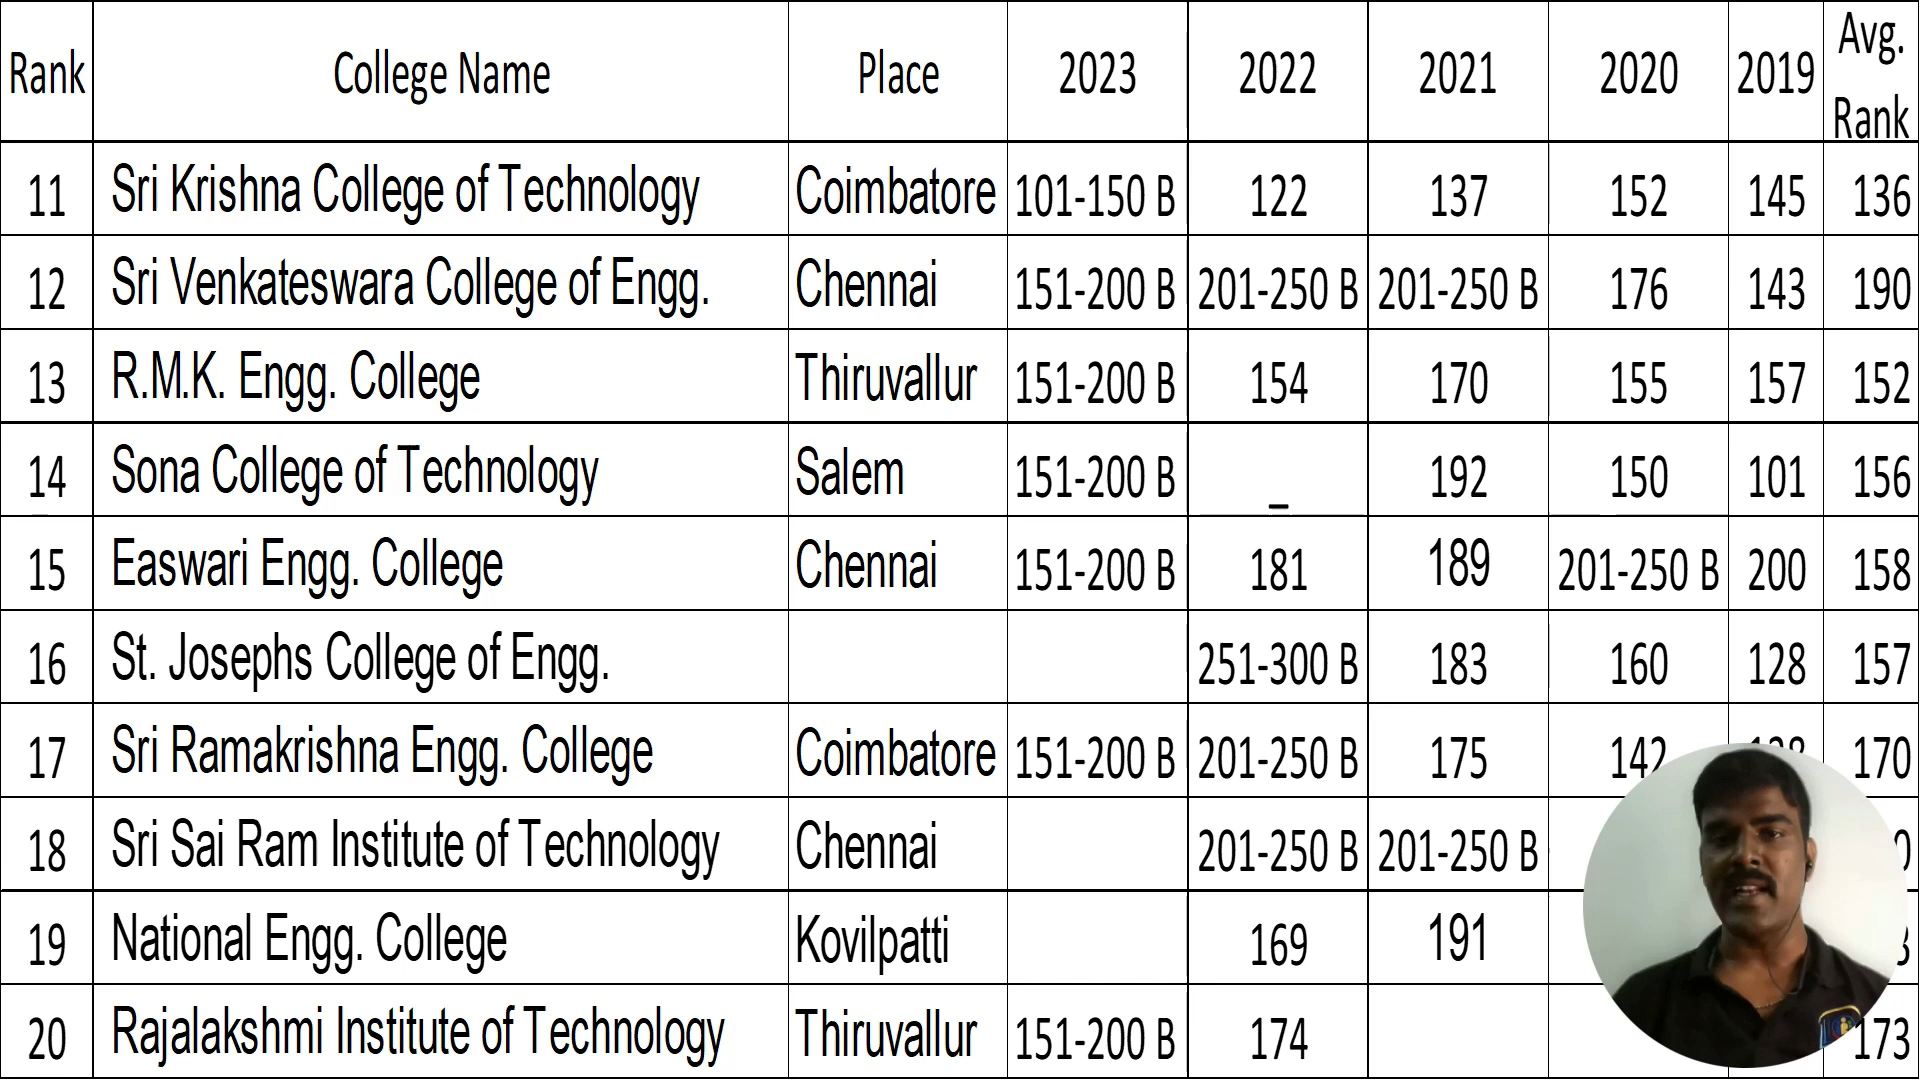 Rank College Name Place 2023 2022 2021 2020 2019 Avg. Rank
11 Sri Krishna College of Technology Coimbatore 101-150 B 122 137 152 145 136
12 Sri Venkateswara College of Engg. Chennai 151-200 B 201-250 B 201-250 B 176 143 190
13 R.M.K. Engg. College Thiruvallur 151-200 B 154 170 155 157 152
14 Sona College of Technology Salem 151-200 B _ 192 150 101 156
15 Easwari Engg. College Chennai 151-200 B 181 189 201-250 B 200 158
16 St. Josephs College of Engg. 251-300 B 183 160 128 157
17 Sri Ramakrishna Engg. College Coimbatore 151-200 B 201-250 B 175 142 170
18 Sri Sai Ram Institute of Technology Chennai 201-250 B 201-250 B
19 National Engg. College Kovilpatti 169 191
20 Rajalakshmi Institute of Technology Thiruvallur 151-200 B 174 173